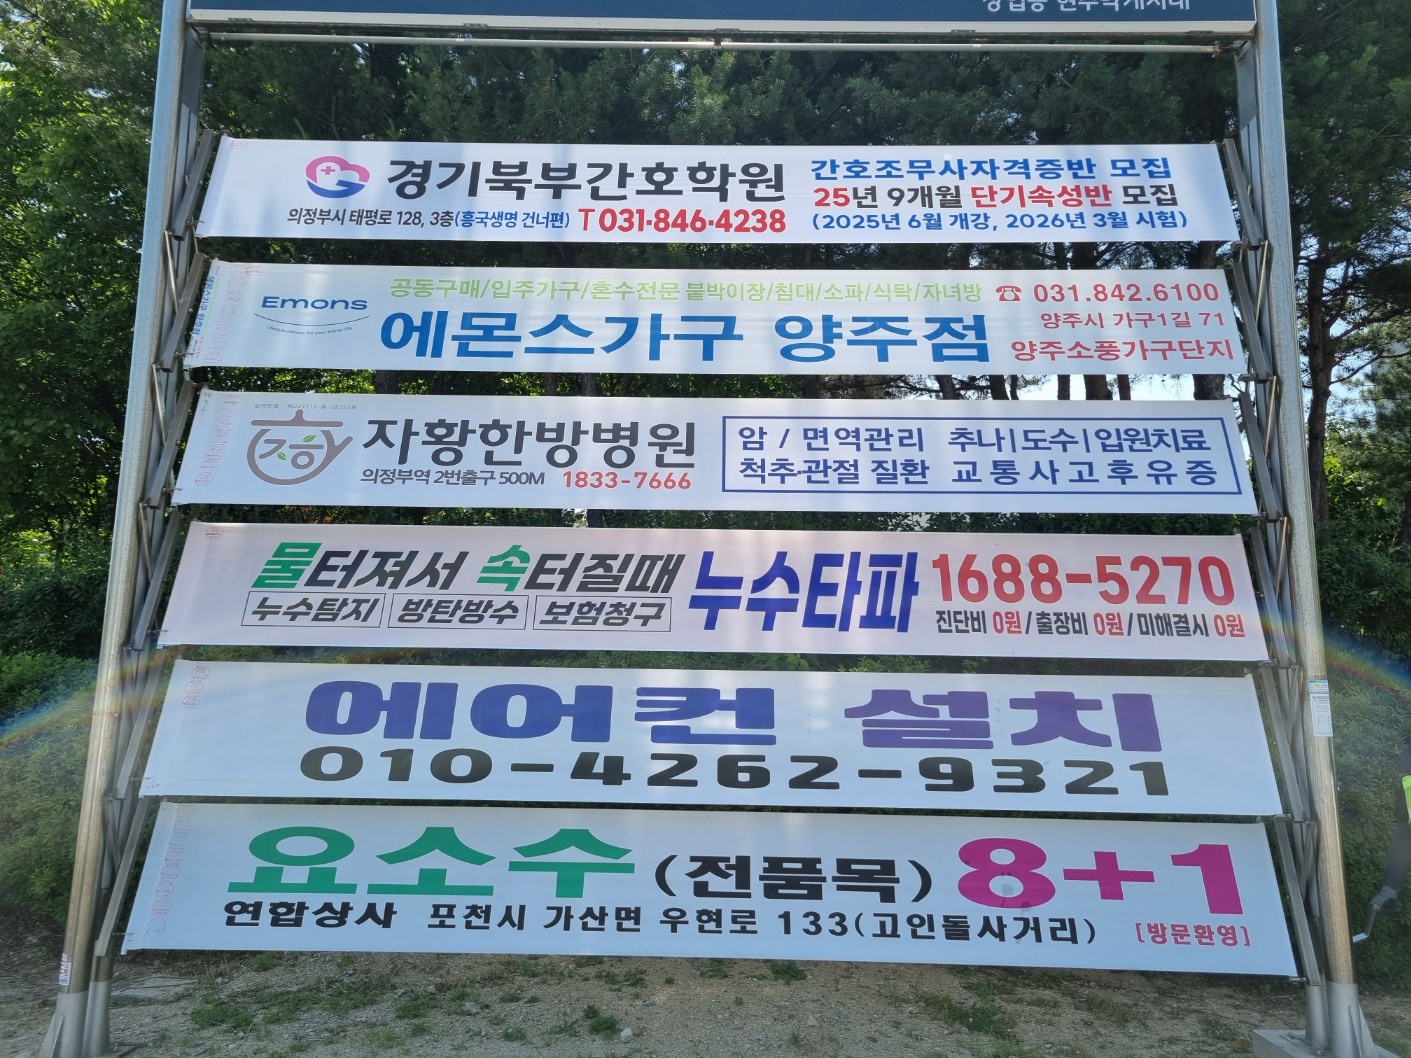 상업용 현수막게시대
경기북부간호학원
의정부시 태평로 128, 3층(흥국생명 건너편) T 031·846·4238
간호조무사자격증반 모집
25년 9개월 단기속성반 모집
(2025년 6월 개강, 2026년 3월 시험)
Emons
공동구매/입주가구/혼수전문 붙박이장/침대/소파/식탁/자녀방
에몬스가구 양주점
☎ 031.842.6100
양주시 가구1길 71
양주소풍가구단지
자황
자황한방병원
의정부역 2번출구 500M 1833-7666
암 / 면역관리 추나|도수|입원치료
척추·관절 질환 교통사고후유증
물터져서 속터질때
누수탐지 방탄방수 보험청구
누수타파
1688-5270
진단비 0원/출장비 0원/미해결시 0원
에어컨 설치
010-4262-9321
요소수 (전품목) 8+1
연합상사 포천시 가산면 우현로 133(고인돌사거리) [방문환영]